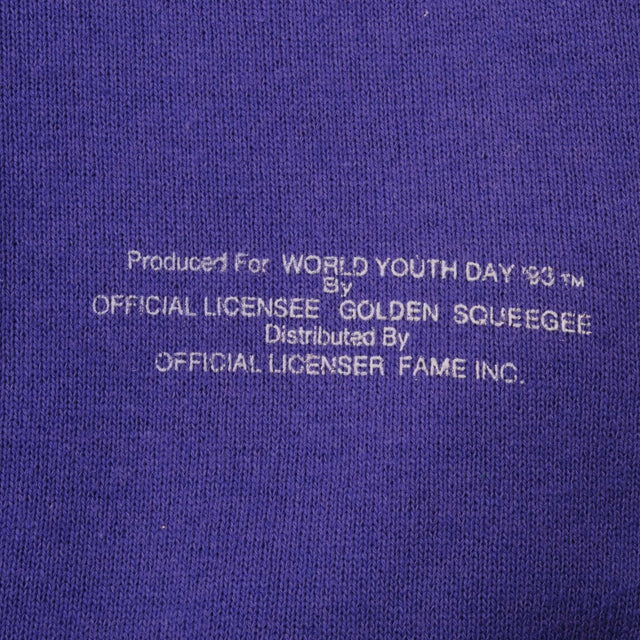 Produced For WORLD YOUTH DAY '93 TM
By
OFFICIAL LICENSEE GOLDEN SQUEEGEE
Distributed By
OFFICIAL LICENSER FAME INC.